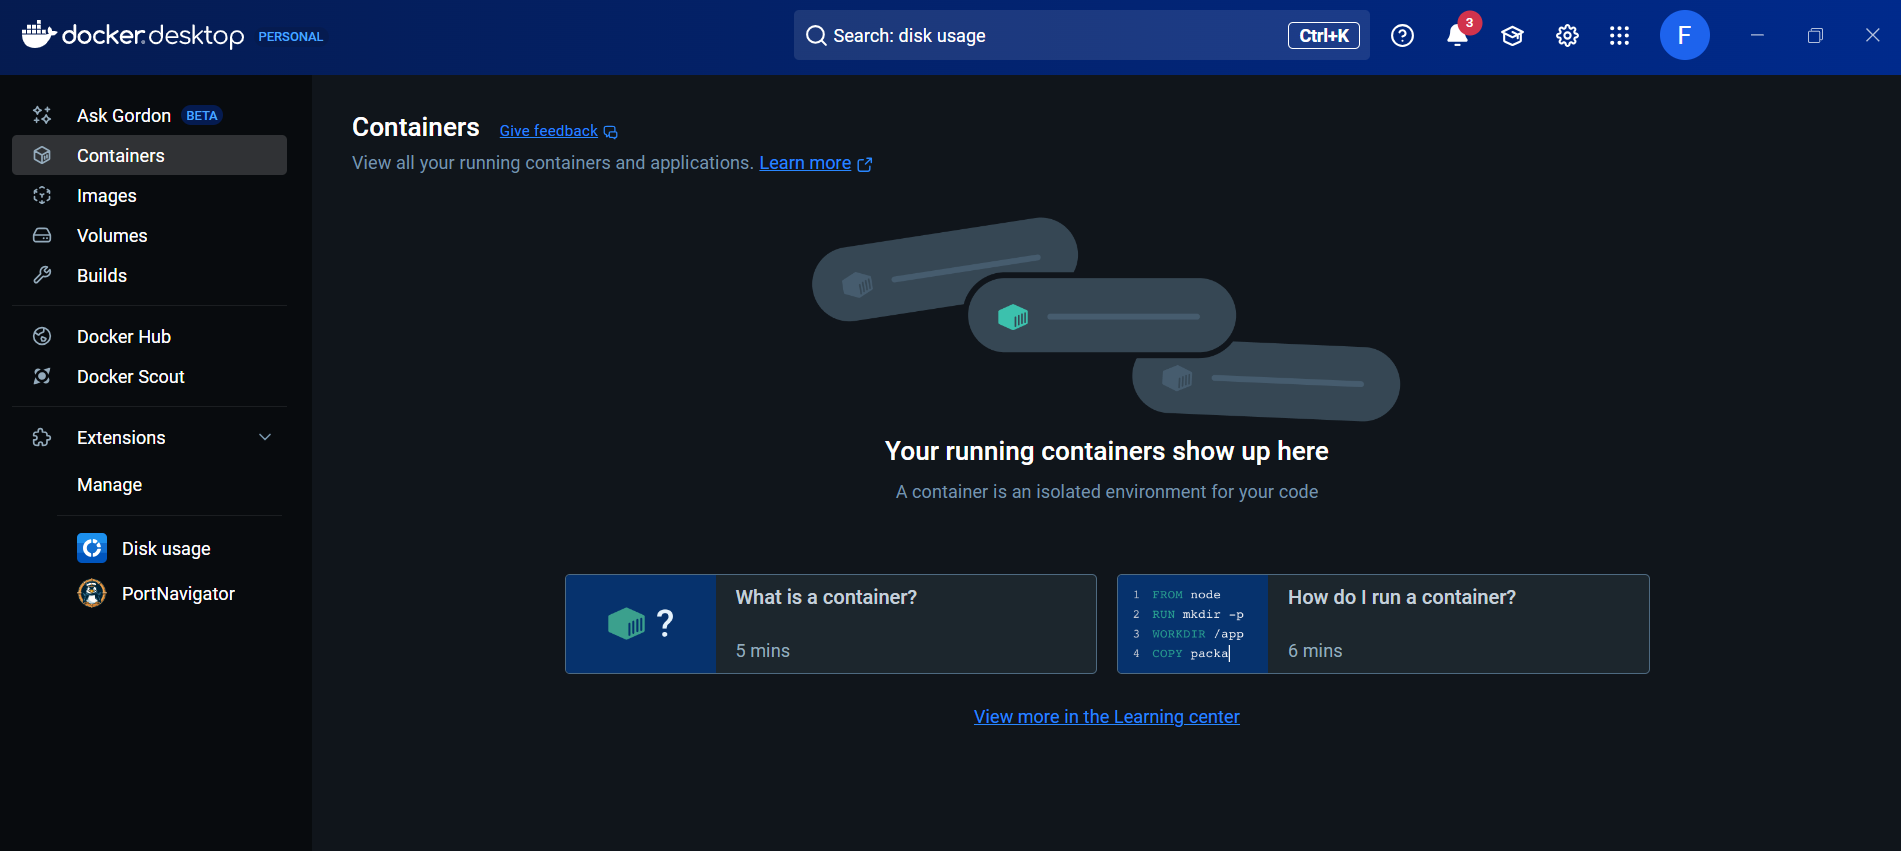 docker.desktop PERSONAL
Search: disk usage
Ctrl+K
3
F
Ask Gordon BETA
Containers
Images
Volumes
Builds
Docker Hub
Docker Scout
Extensions
Manage
Disk usage
PortNavigator
Containers Give feedback
View all your running containers and applications. Learn more
Your running containers show up here
A container is an isolated environment for your code
?
What is a container?
5 mins
1 FROM node
2 RUN mkdir -p
3 WORKDIR /app
4 COPY packa
How do I run a container?
6 mins
View more in the Learning center